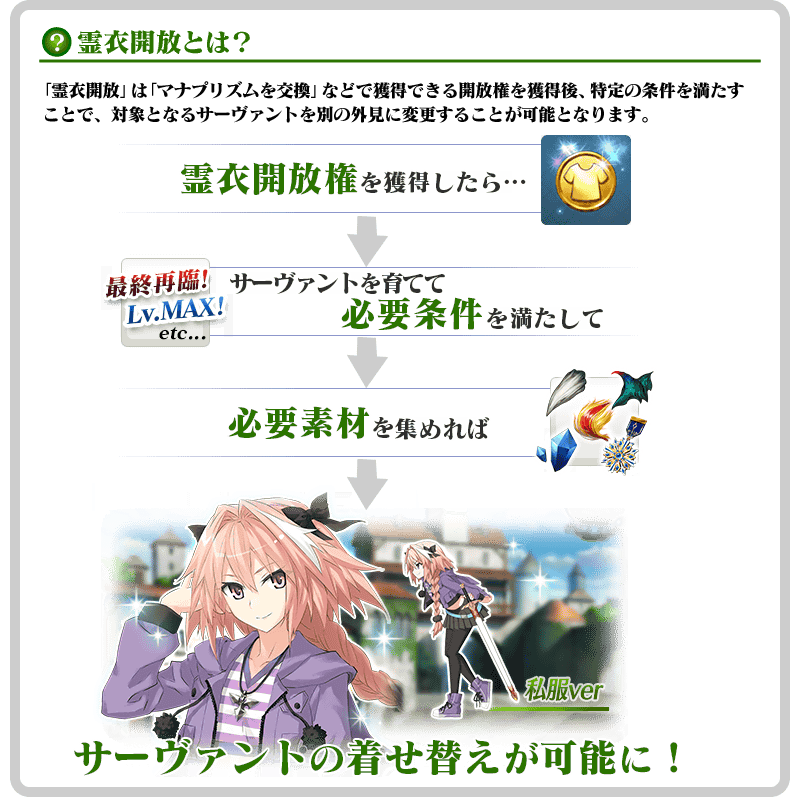 ?霊衣開放とは?
「霊衣開放」は「マナプリズムを交換」などで獲得できる開放権を獲得後、特定の条件を満たす
ことで、対象となるサーヴァントを別の外見に変更することが可能となります。
霊衣開放権を獲得したら…
最終再臨!
Lv.MAX!
etc...
サーヴァントを育てて
必要条件を満たして
必要素材を集めれば
私服ver
サーヴァントの着せ替えが可能に!